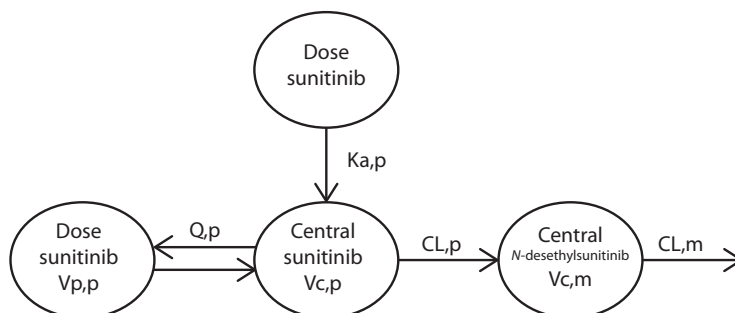 Dose
sunitinib
Ka,p
Dose
sunitinib
Vp,p
Q,p
Central
sunitinib
Vc,p
CL,p
Central
N-desethylsunitinib
Vc,m
CL,m